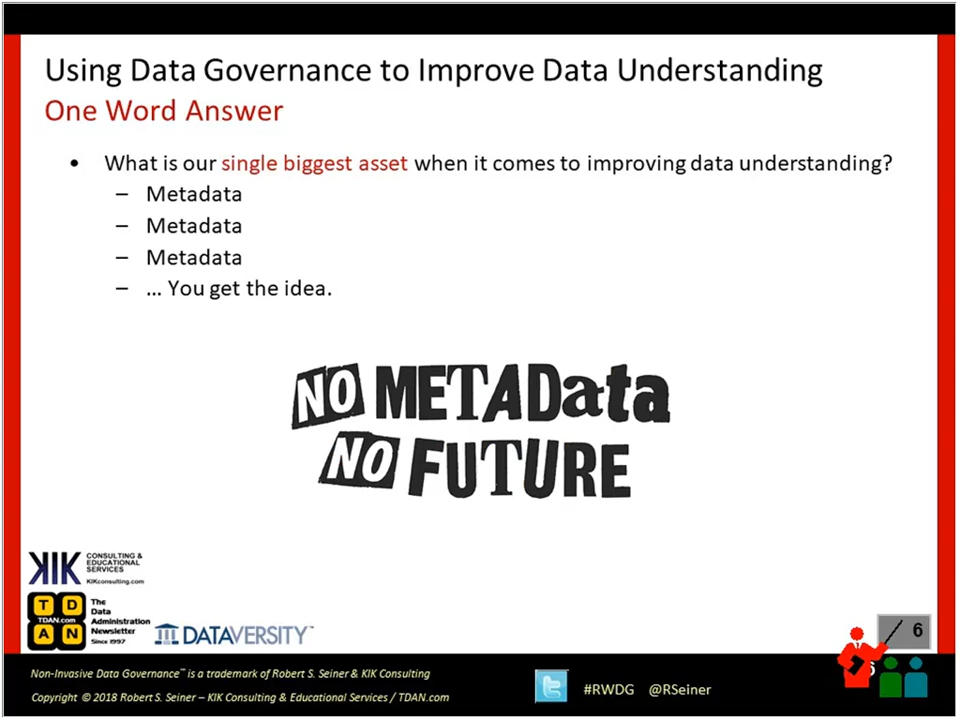 Using Data Governance to Improve Data Understanding
One Word Answer
• What is our single biggest asset when it comes to improving data understanding?
– Metadata
– Metadata
– Metadata
– … You get the idea.
NO METAData
NO FUTURE
KIK CONSULTING & EDUCATIONAL SERVICES
KIKconsulting.com
T D
TDAN.com
A N
The
Data
Administration
Newsletter
Since 1997
DATAVERSITY™
6
6
Non-Invasive Data Governance™ is a trademark of Robert S. Seiner & KIK Consulting
Copyright © 2018 Robert S. Seiner – KIK Consulting & Educational Services / TDAN.com
#RWDG @RSeiner